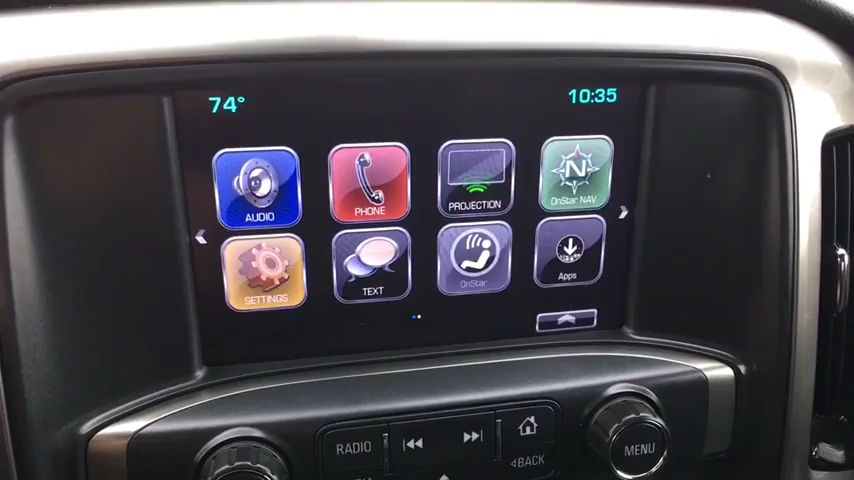 74° 10:35
AUDIO PHONE PROJECTION OnStar NAV
N
SETTINGS TEXT OnStar Apps
RADIO
BACK
MENU